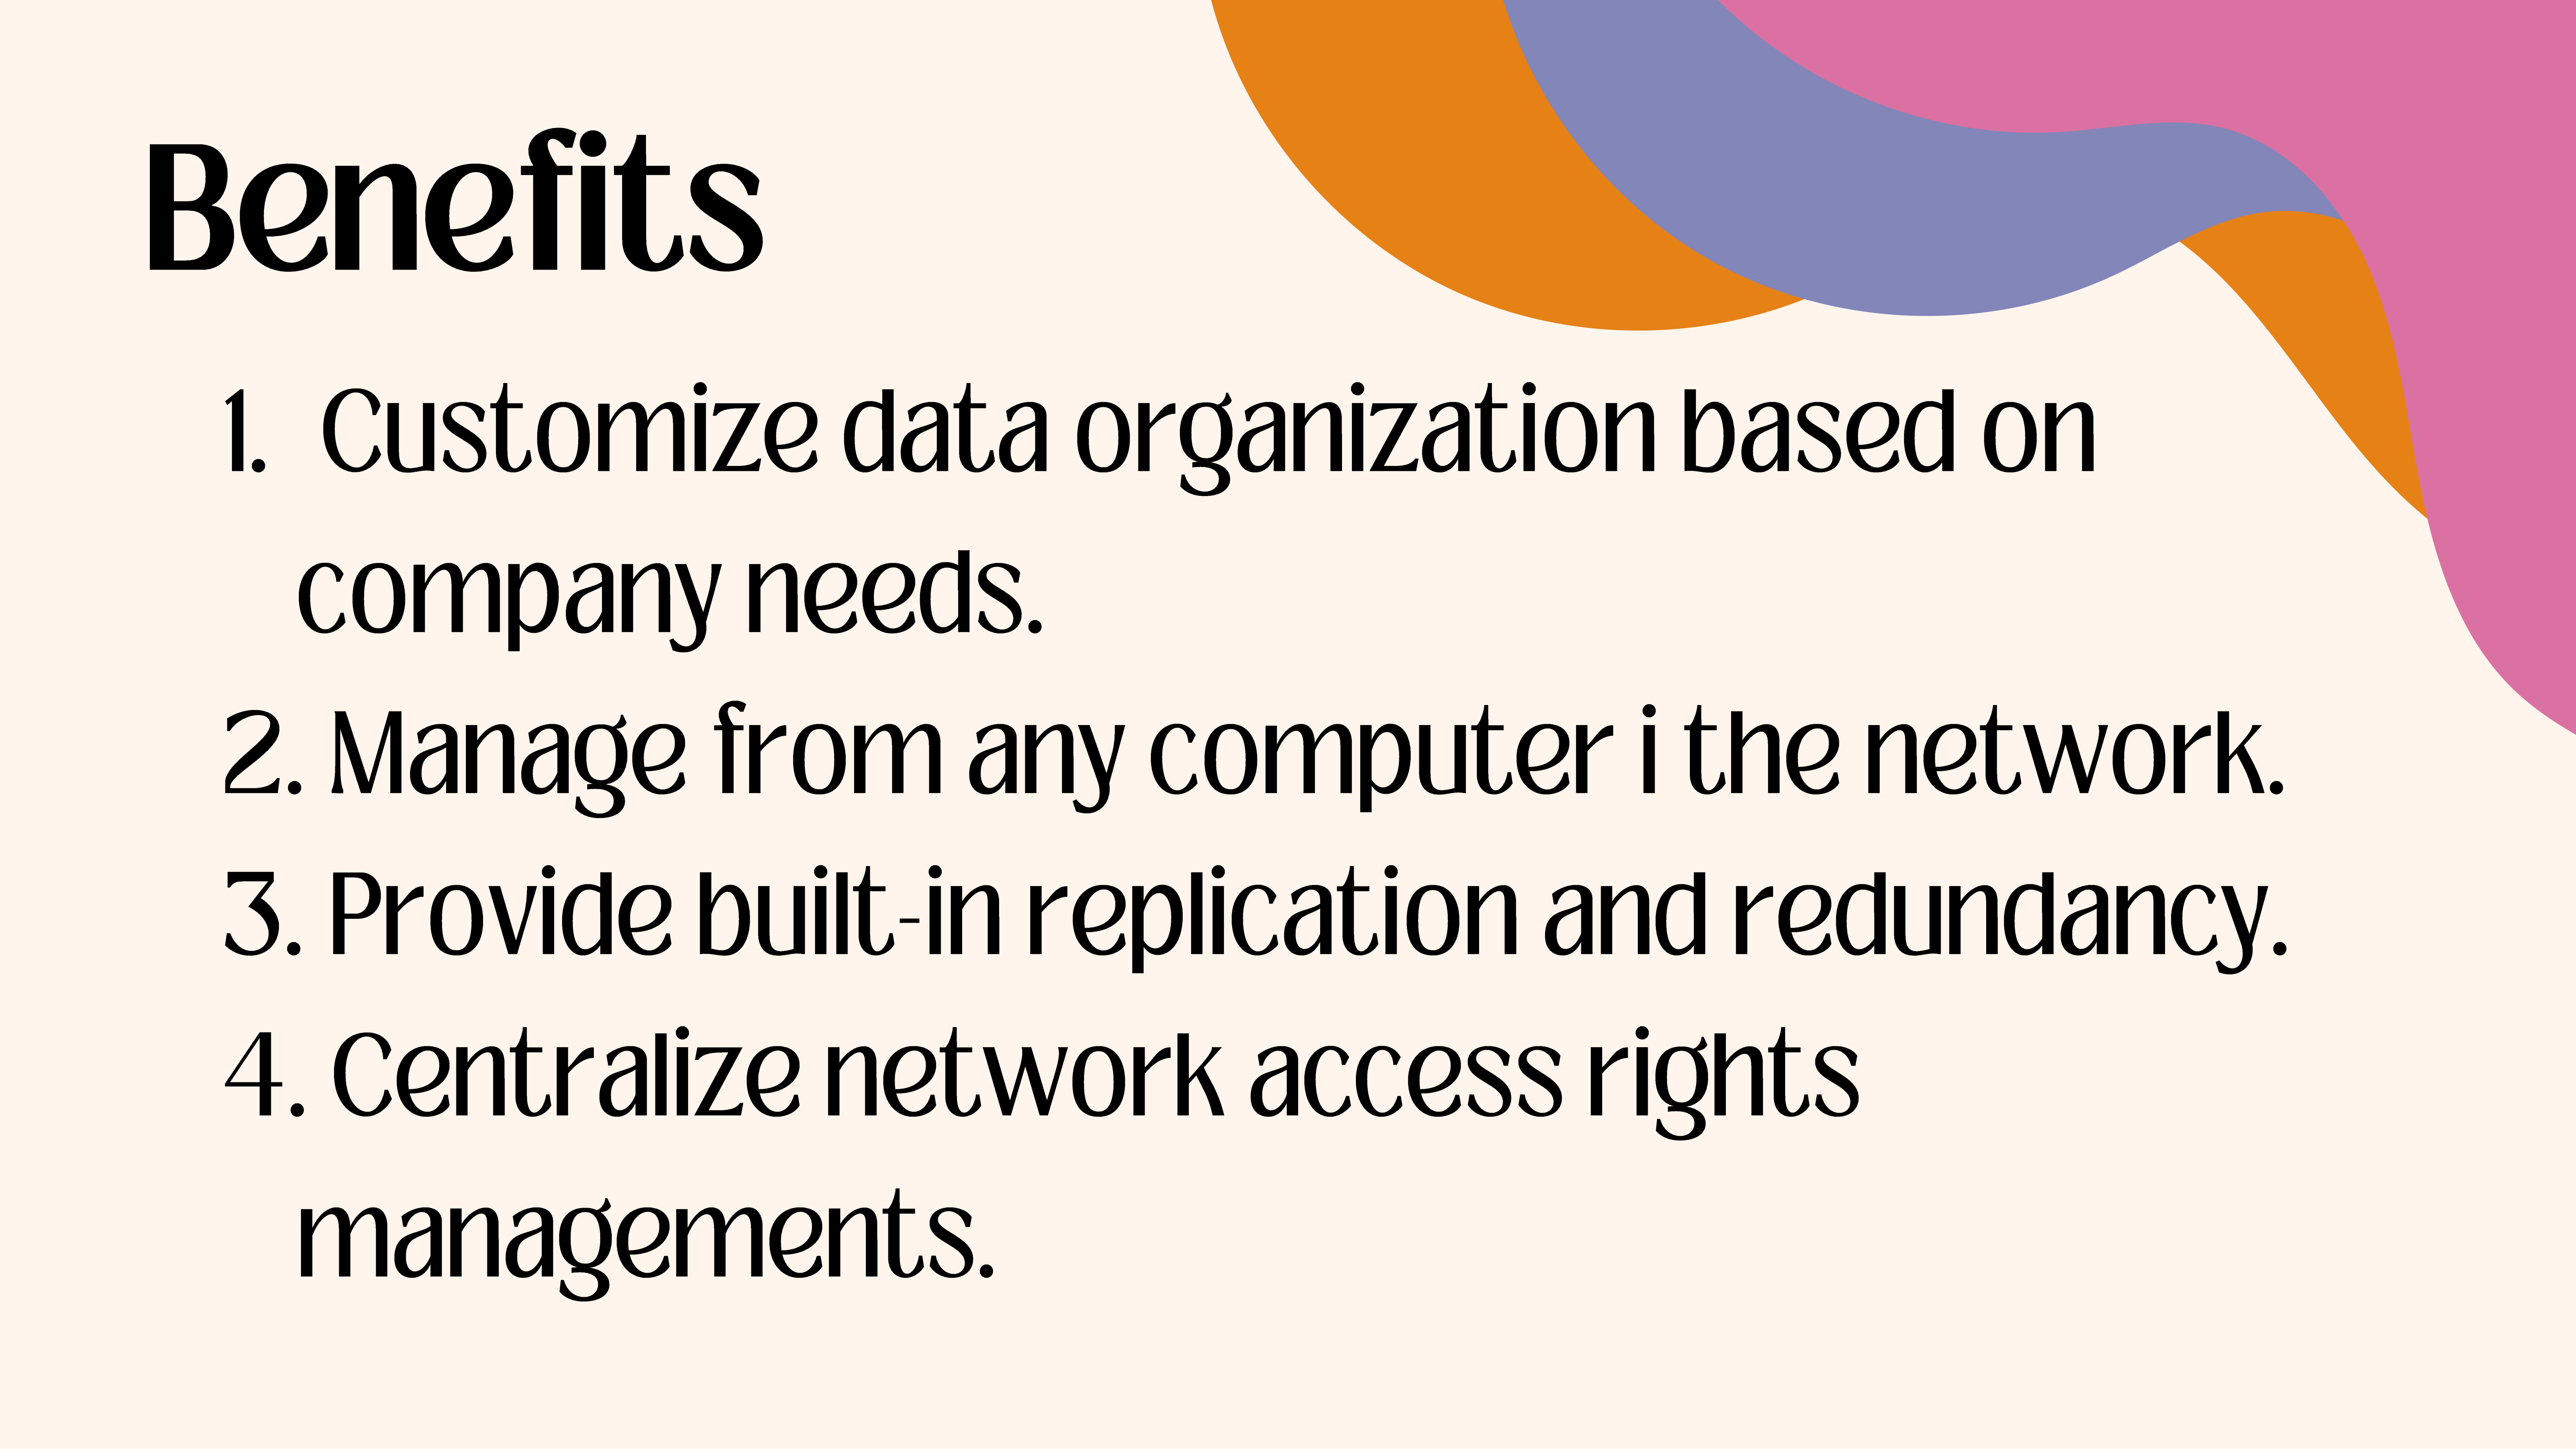 Benefits
1. Customize data organization based on
company needs.
2. Manage from any computer i the network.
3. Provide built-in replication and redundancy.
4. Centralize network access rights
managements.